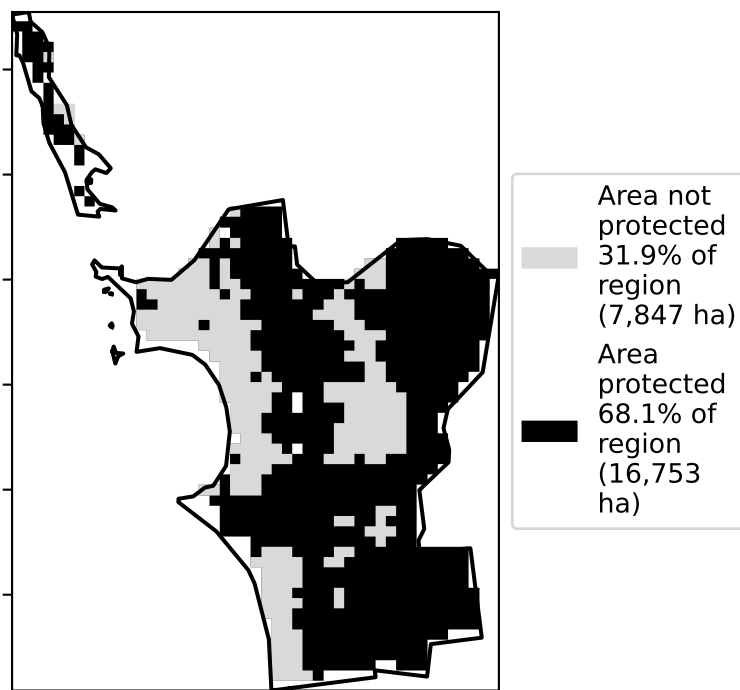 Area not
protected
31.9% of
region
(7,847 ha)
Area
protected
68.1% of
region
(16,753
ha)